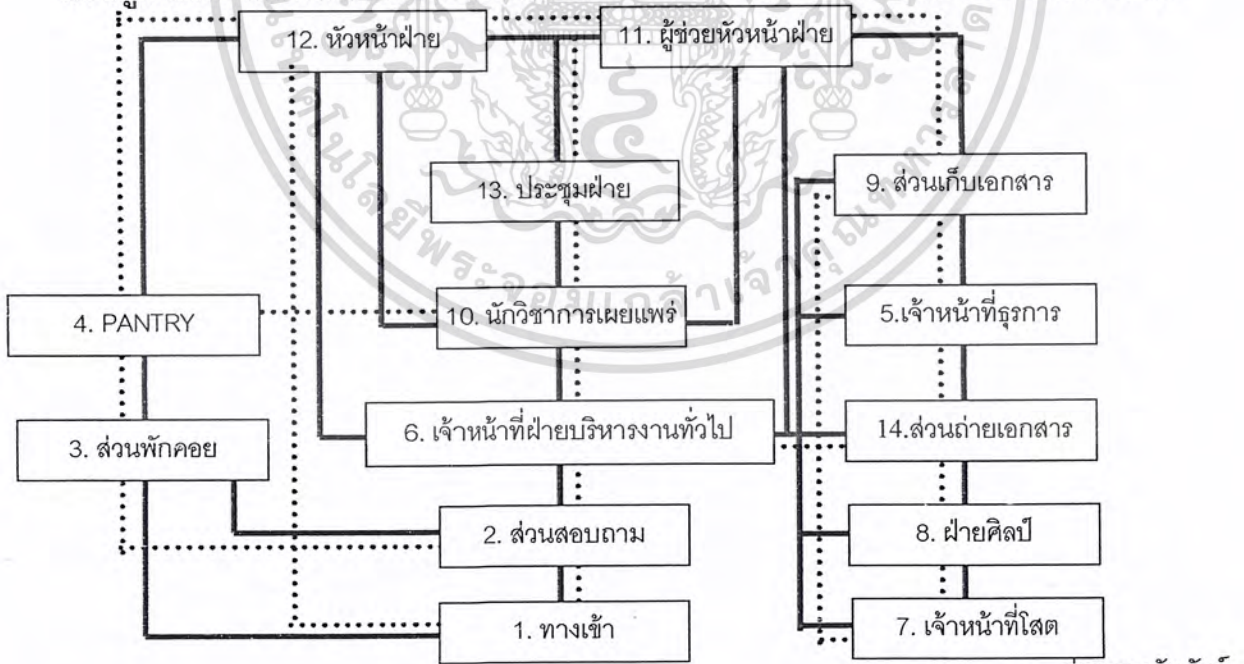 12. หัวหน้าฝ่าย
11. ผู้ช่วยหัวหน้าฝ่าย
13. ประชุมฝ่าย
9. ส่วนเก็บเอกสาร
4. PANTRY
10. นักวิชาการเผยแพร่
5.เจ้าหน้าที่ธุรการ
3. ส่วนพักคอย
6. เจ้าหน้าที่ฝ่ายบริหารงานทั่วไป
14.ส่วนถ่ายเอกสาร
2. ส่วนสอบถาม
8. ฝ่ายศิลป์
1. ทางเข้า
7. เจ้าหน้าที่โสต